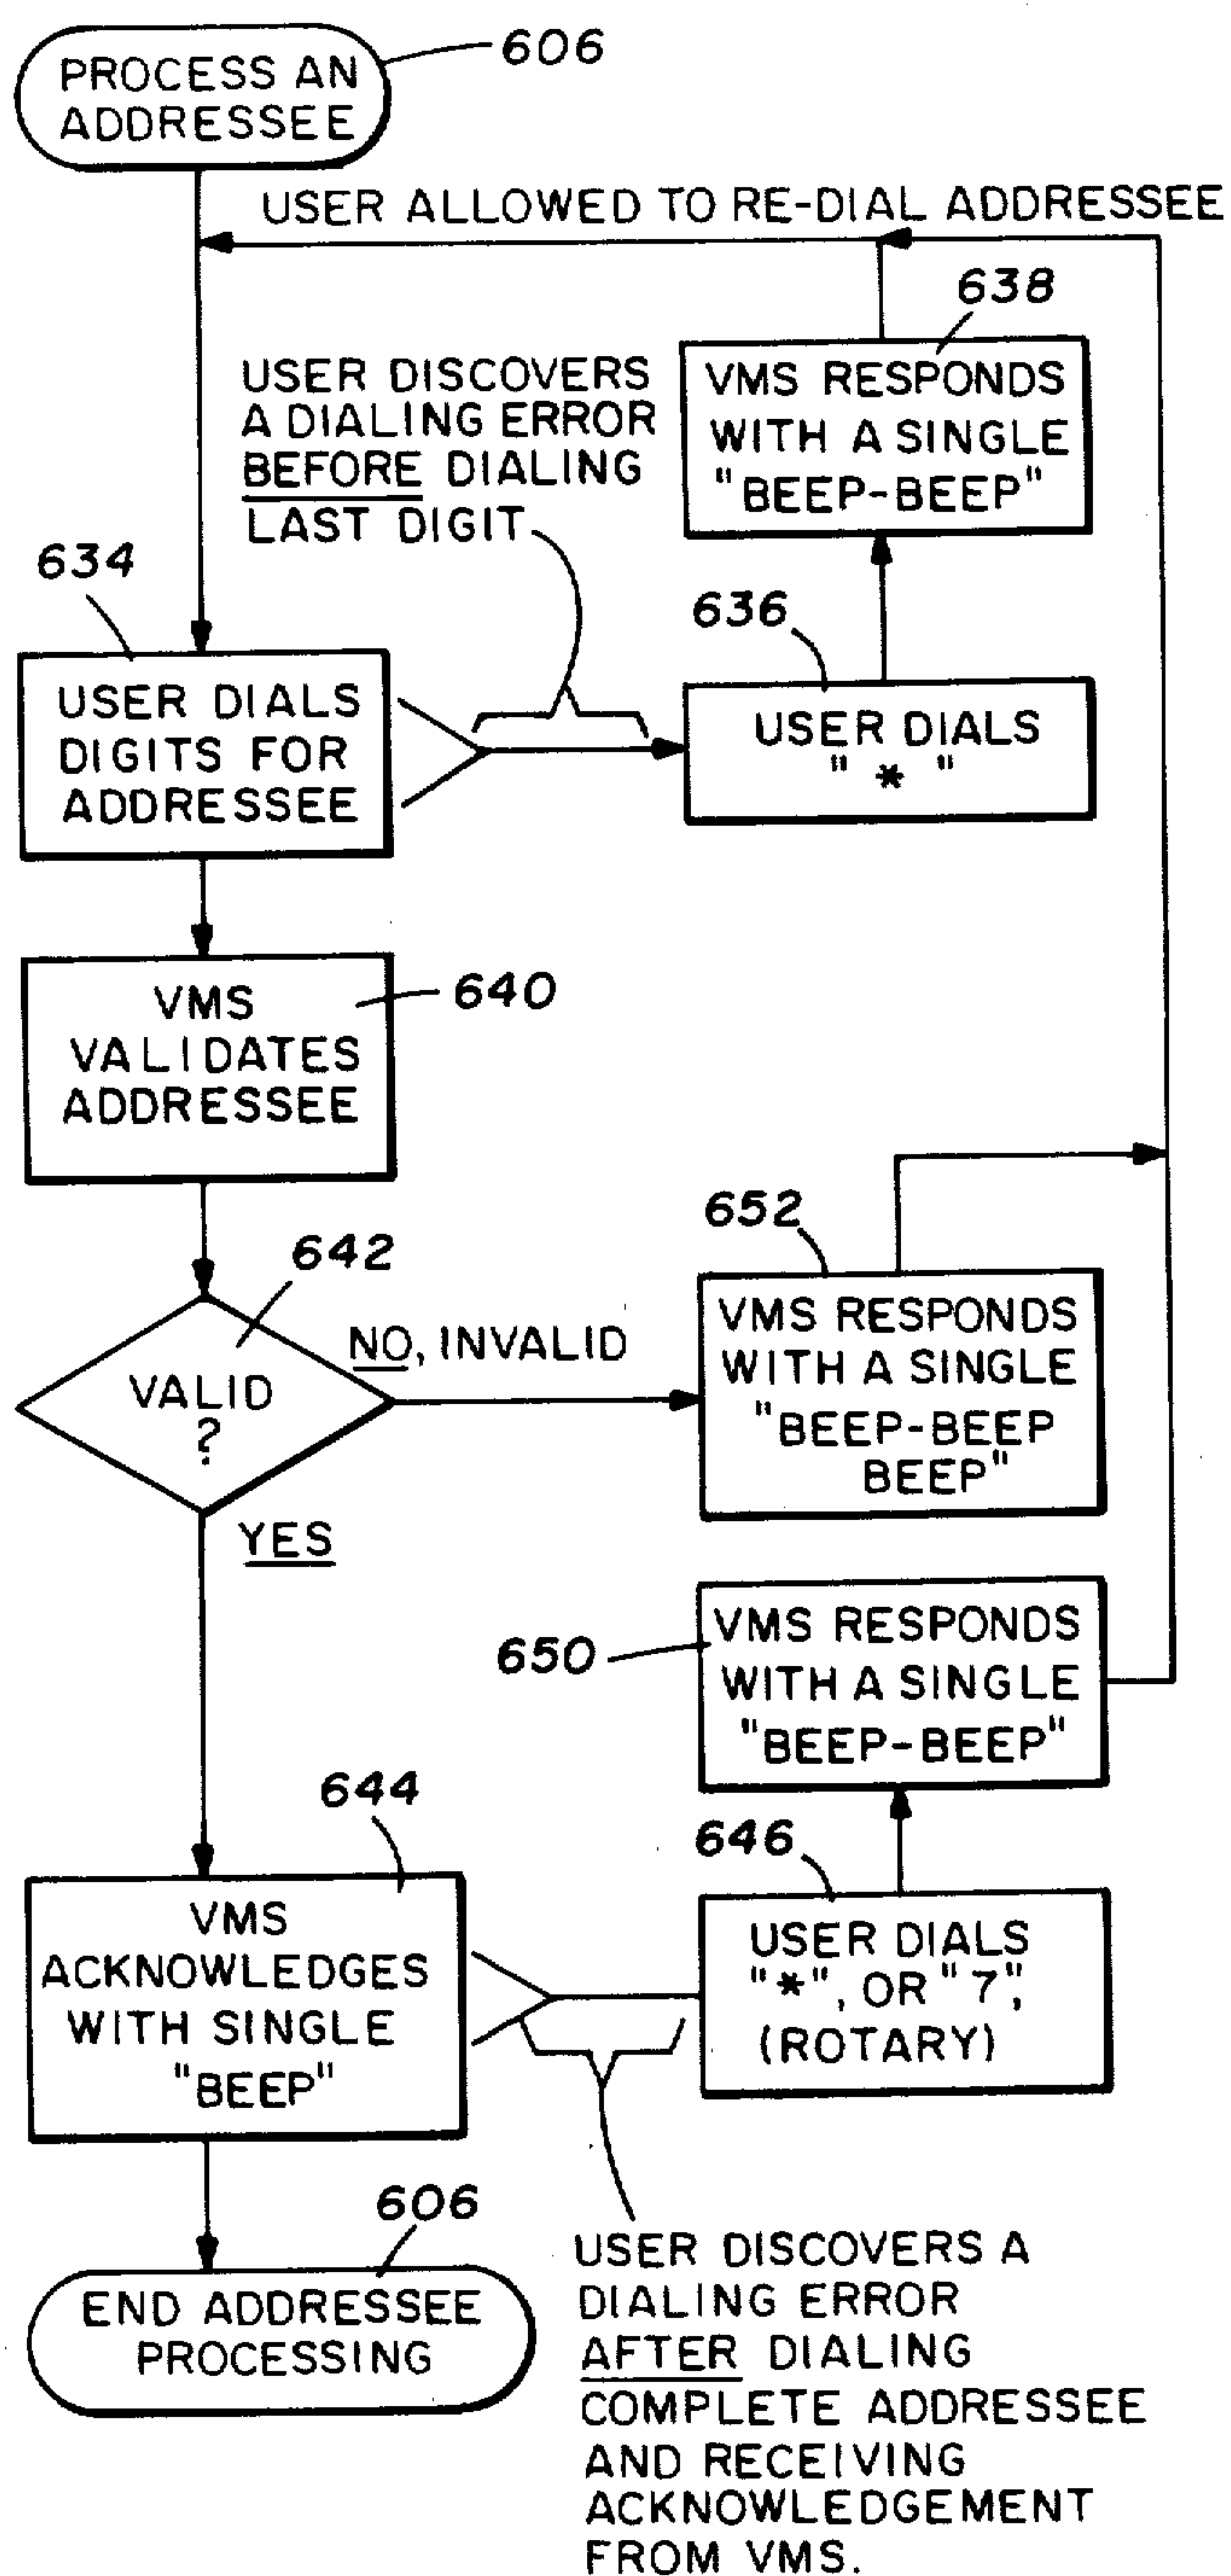 PROCESS AN
ADDRESSEE
606
USER ALLOWED TO RE-DIAL ADDRESSEE
638
VMS RESPONDS
WITH A SINGLE
"BEEP-BEEP"
USER DISCOVERS
A DIALING ERROR
BEFORE DIALING
LAST DIGIT
634
USER DIALS
DIGITS FOR
ADDRESSEE
636
USER DIALS
" * "
VMS
VALIDATES
ADDRESSEE
640
642
VALID
?
NO, INVALID
652
VMS RESPONDS
WITH A SINGLE
"BEEP-BEEP
BEEP"
YES
650
VMS RESPONDS
WITH A SINGLE
"BEEP-BEEP"
644
VMS
ACKNOWLEDGES
WITH SINGLE
"BEEP"
646
USER DIALS
"*", OR "7",
(ROTARY)
606
END ADDRESSEE
PROCESSING
USER DISCOVERS A
DIALING ERROR
AFTER DIALING
COMPLETE ADDRESSEE
AND RECEIVING
ACKNOWLEDGEMENT
FROM VMS.